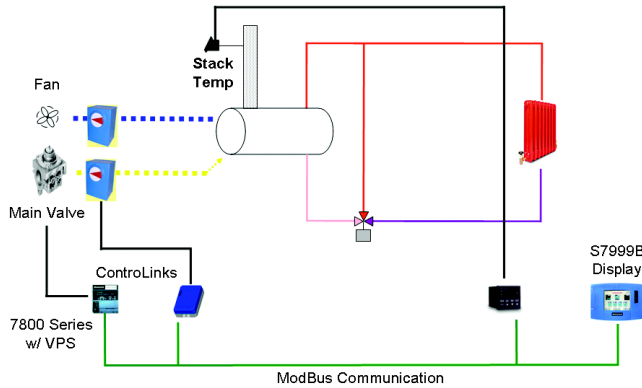 Stack
Temp
Fan
Main Valve
ControLinks
S7999B
Display
7800 Series
w/ VPS
ModBus Communication